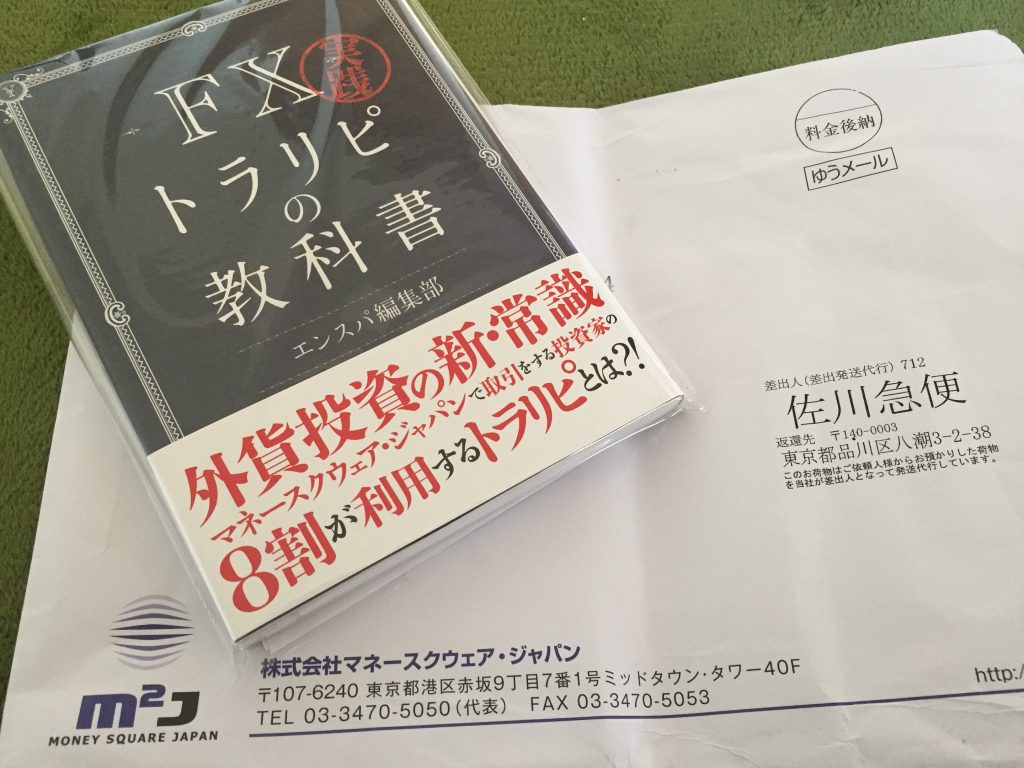 FX
実践
トラリピ
の
教科書
エンスパ編集部
外貨投資の新・常識
マネースクウェア・ジャパンで取引をする投資家の
8割が利用するトラリピとは?!
料金後納
ゆうメール
差出人(差出発送代行) 712
佐川急便
返還先 〒140-0003
東京都品川区八潮3-2-38
このお荷物はご依頼人様からお預かりした荷物
を当社が差出人となって発送代行しています。
m2J
MONEY SQUARE JAPAN
株式会社マネースクウェア・ジャパン
〒107-6240 東京都港区赤坂9丁目7番1号ミッドタウン・タワー40F
TEL 03-3470-5050(代表) FAX 03-3470-5053
http:/